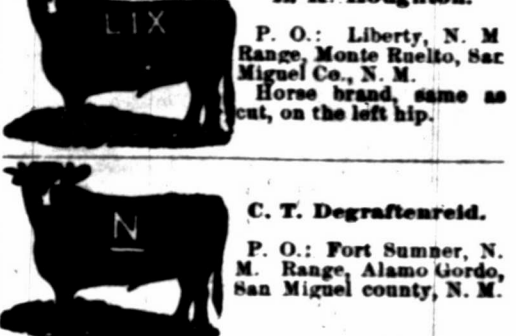 LIX
Houghton.
P. O.: Liberty, N. M
Range, Monte Ruelto, San
Miguel Co., N. M.
Horse brand, same as
cut, on the left hip.
N
C. T. Degraftenreid.
P. O.: Fort Sumner, N.
M. Range, Alamo Gordo,
San Miguel county, N. M.